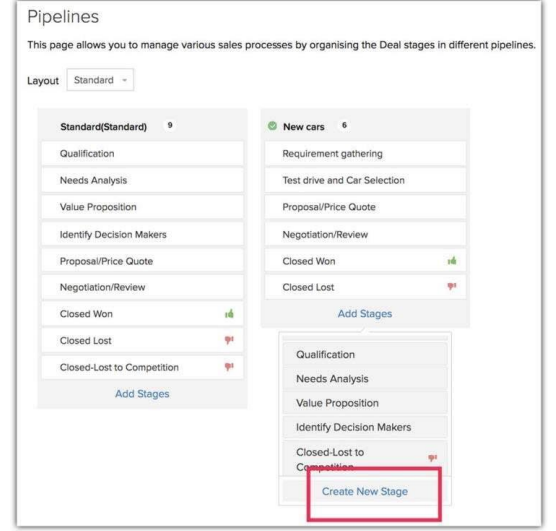 Pipelines
This page allows you to manage various sales processes by organising the Deal stages in different pipelines.
Layout Standard
Standard(Standard) 9
Qualification
Needs Analysis
Value Proposition
Identify Decision Makers
Proposal/Price Quote
Negotiation/Review
Closed Won
Closed Lost
Closed-Lost to Competition
Add Stages
New cars 6
Requirement gathering
Test drive and Car Selection
Proposal/Price Quote
Negotiation/Review
Closed Won
Closed Lost
Add Stages
Qualification
Needs Analysis
Value Proposition
Identify Decision Makers
Closed-Lost to
Competition
Create New Stage